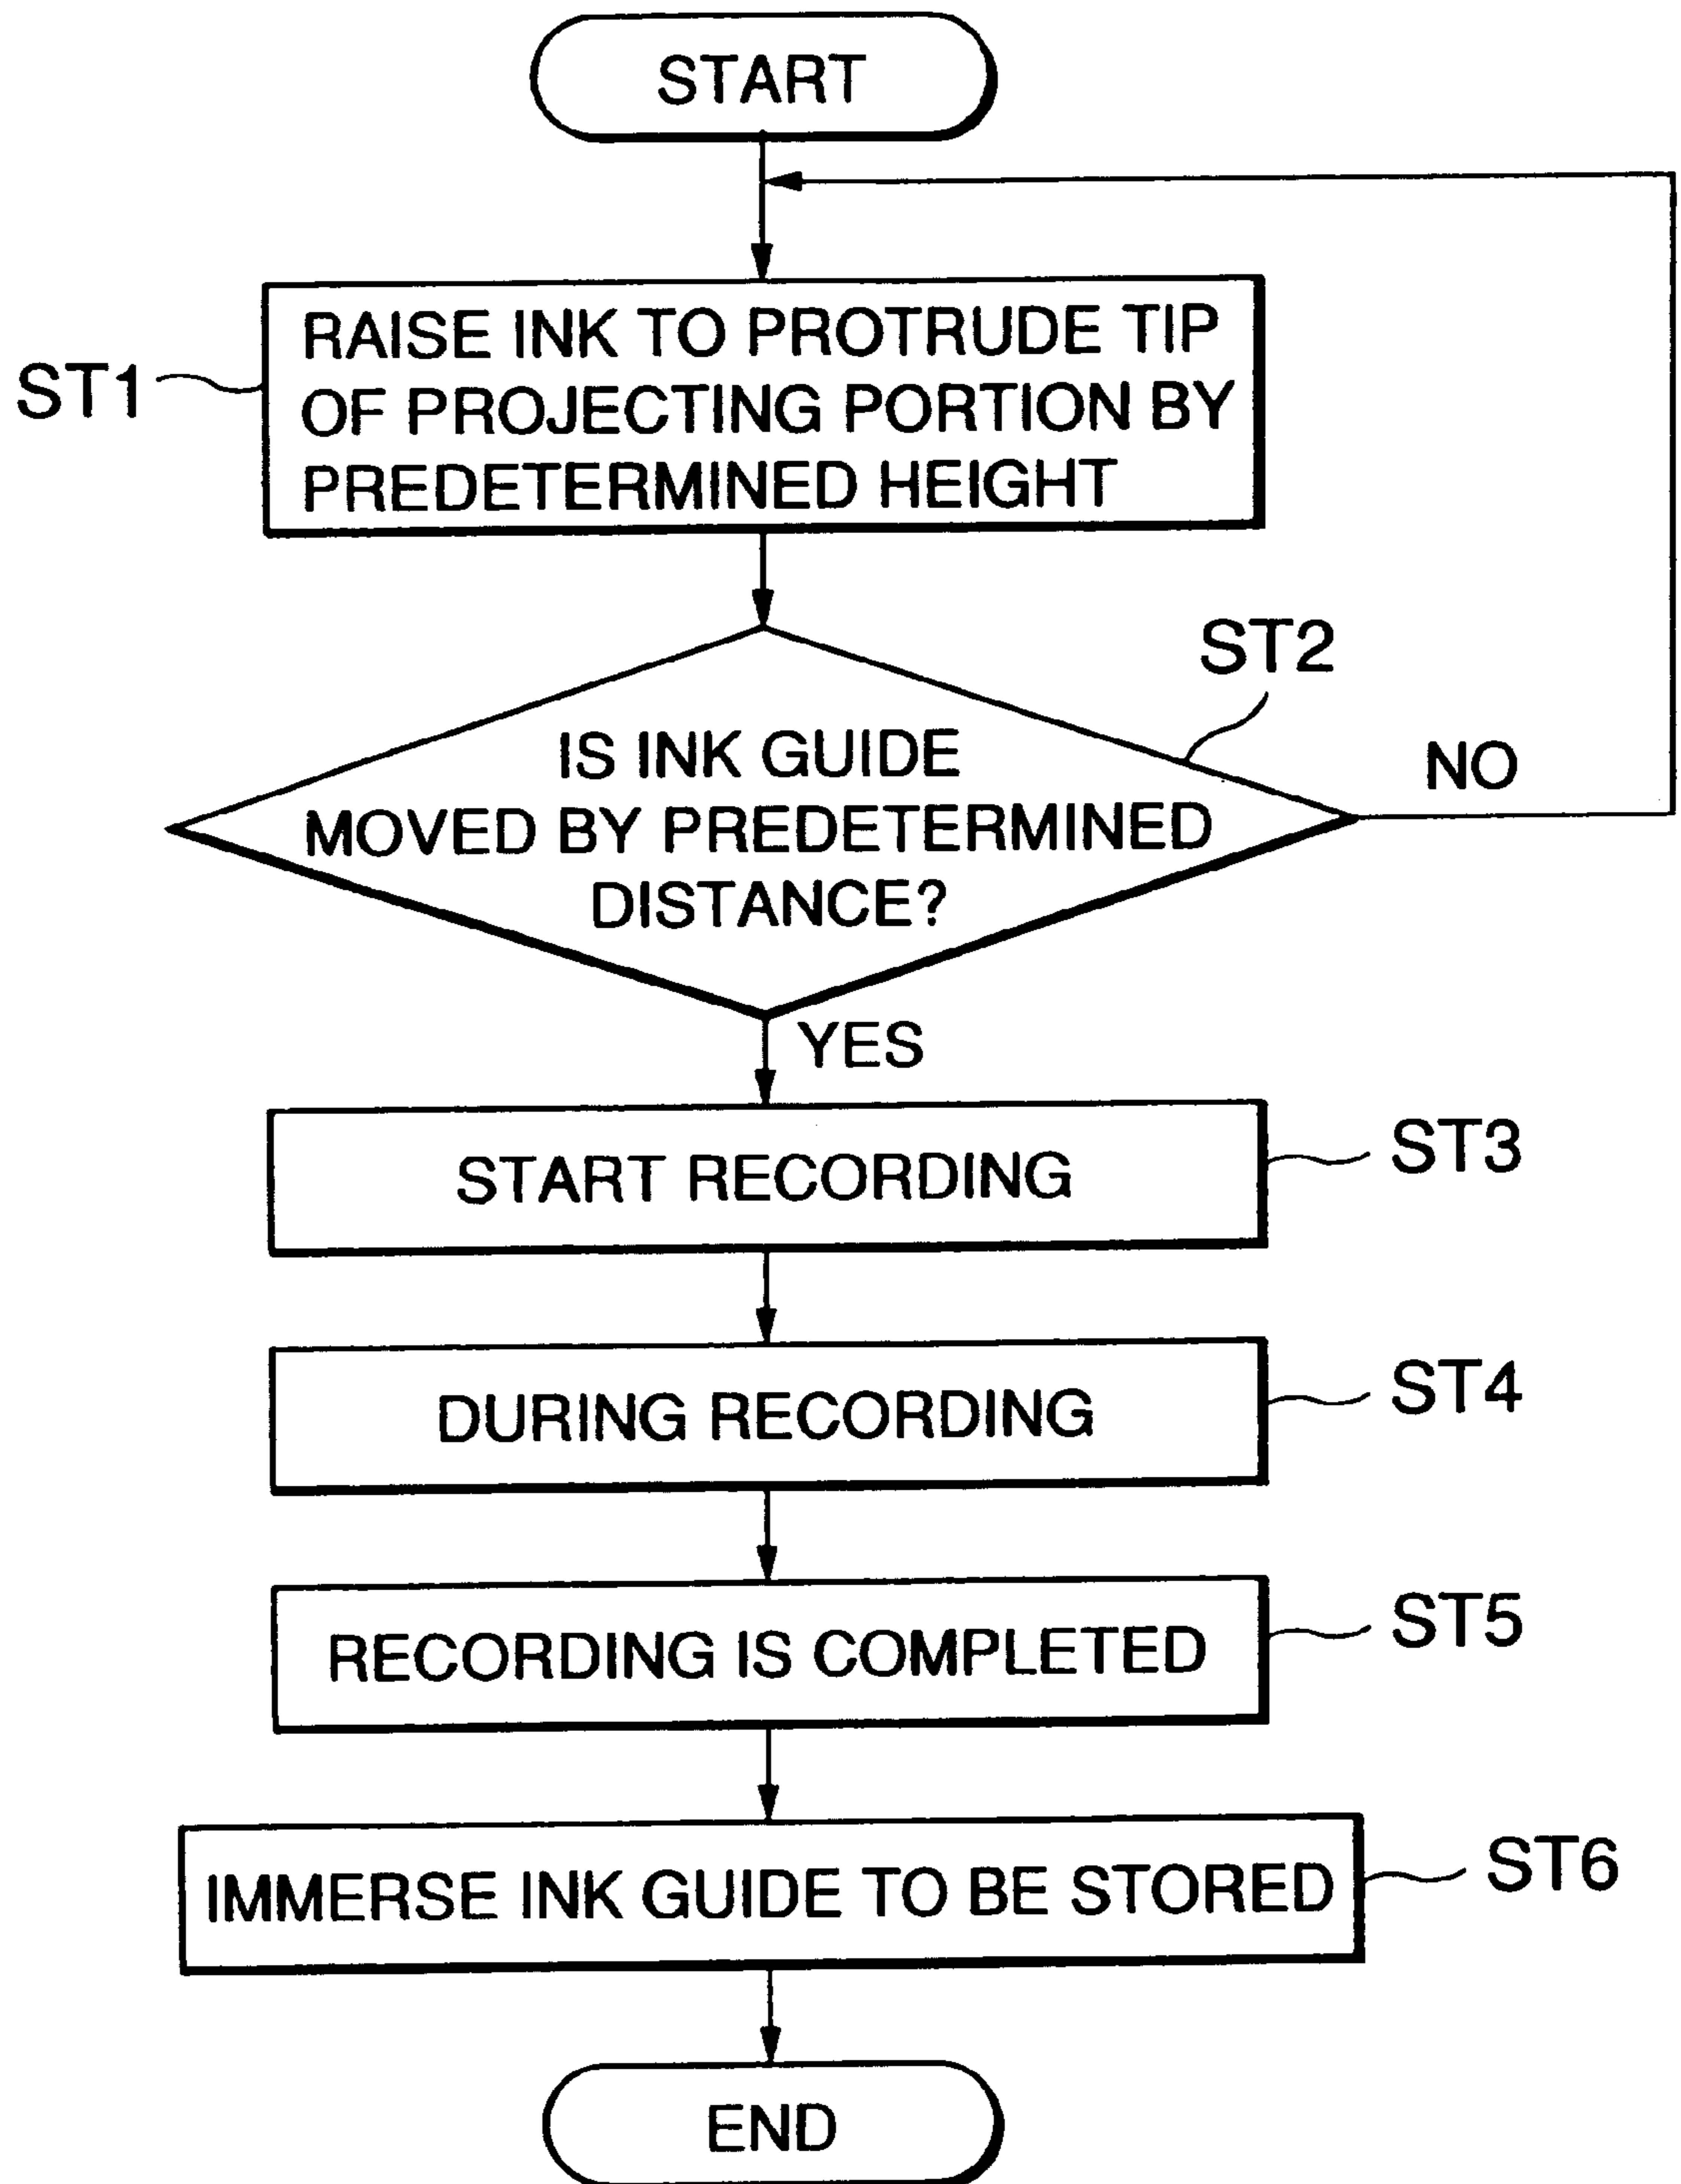 START
RAISE INK TO PROTRUDE TIP
OF PROJECTING PORTION BY
PREDETERMINED HEIGHT
ST1
ST2
IS INK GUIDE
MOVED BY PREDETERMINED
DISTANCE?
NO
YES
START RECORDING
ST3
DURING RECORDING
ST4
RECORDING IS COMPLETED
ST5
IMMERSE INK GUIDE TO BE STORED
ST6
END